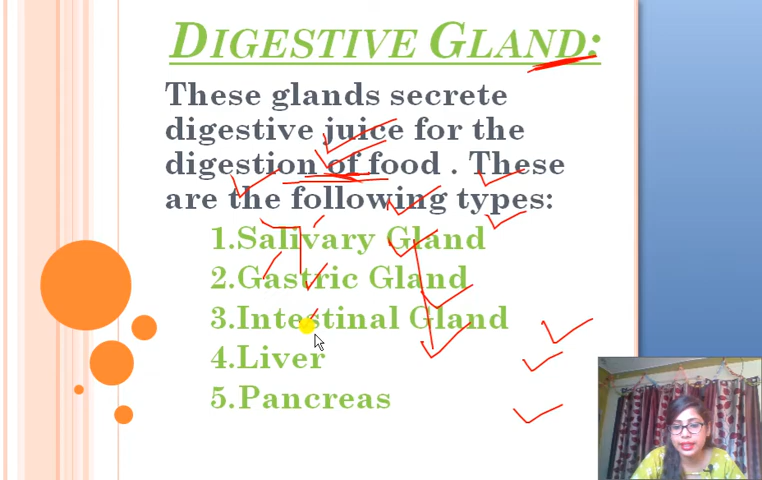 DIGESTIVE GLAND:
These glands secrete
digestive juice for the
digestion of food . These
are the following types:
1.Salivary Gland
2.Gastric Gland
3.Intestinal Gland
4.Liver
5.Pancreas